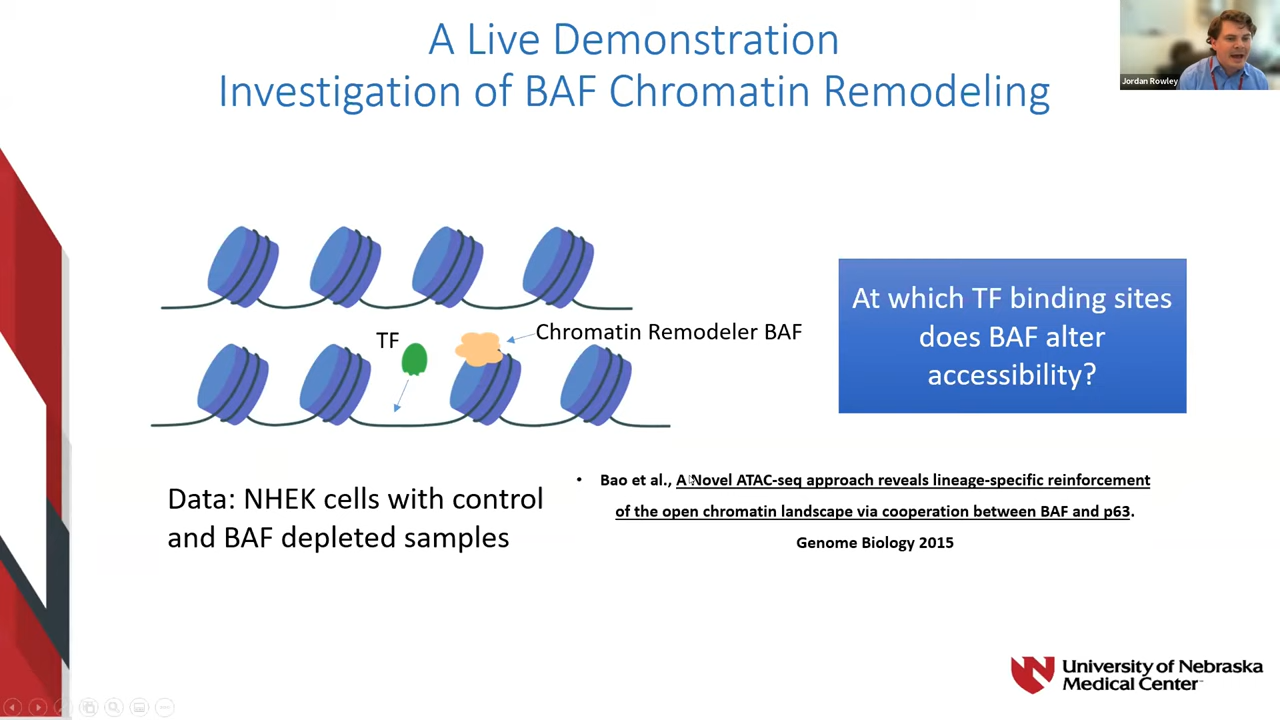 A Live Demonstration
Investigation of BAF Chromatin Remodeling
Jordan Rowley
TF
Chromatin Remodeler BAF
At which TF binding sites
does BAF alter
accessibility?
Data: NHEK cells with control
and BAF depleted samples
• Bao et al., A Novel ATAC-seq approach reveals lineage-specific reinforcement
of the open chromatin landscape via cooperation between BAF and p63.
Genome Biology 2015
University of Nebraska
Medical Center™